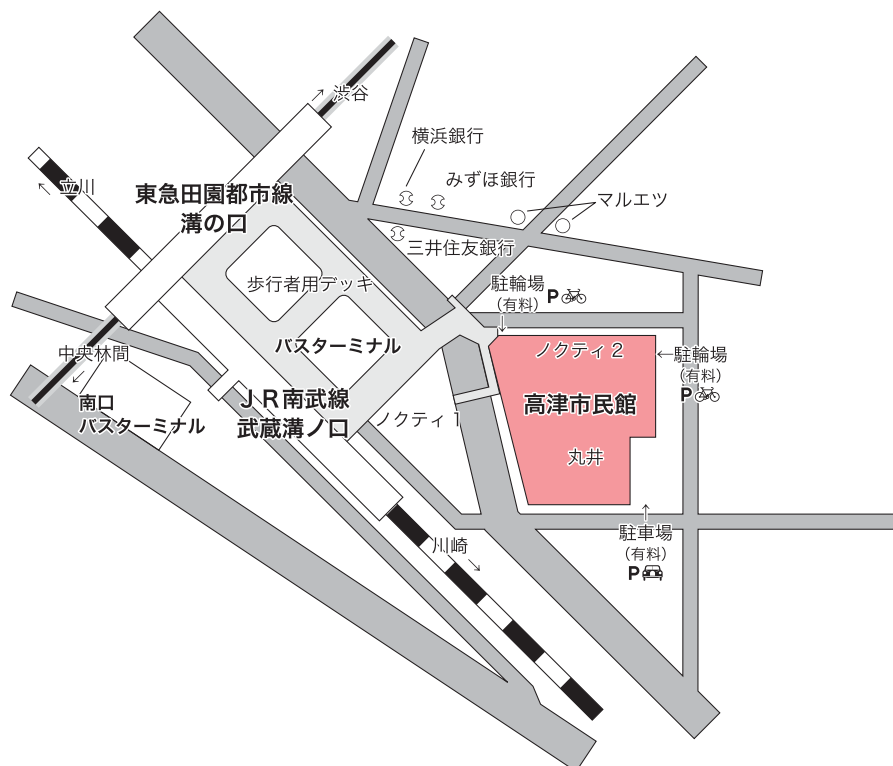 ↗ 渋谷
横浜銀行
みずほ銀行
マルエツ
立川
東急田園都市線
溝の口
三井住友銀行
歩行者用デッキ
駐輪場
(有料)
P
バスターミナル
ノクティ2
←駐輪場
(有料)
P
中央林間
南口
バスターミナル
JR南武線
武蔵溝ノ口
ノクティ1
高津市民館
丸井
川崎
駐車場
(有料)
P